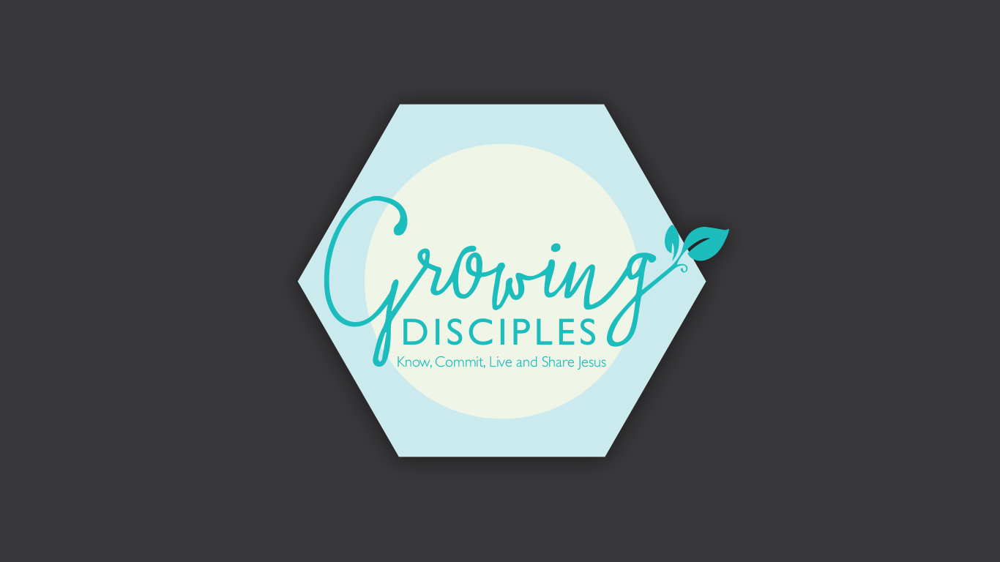 Growing
DISCIPLES
Know, Commit, Live and Share Jesus